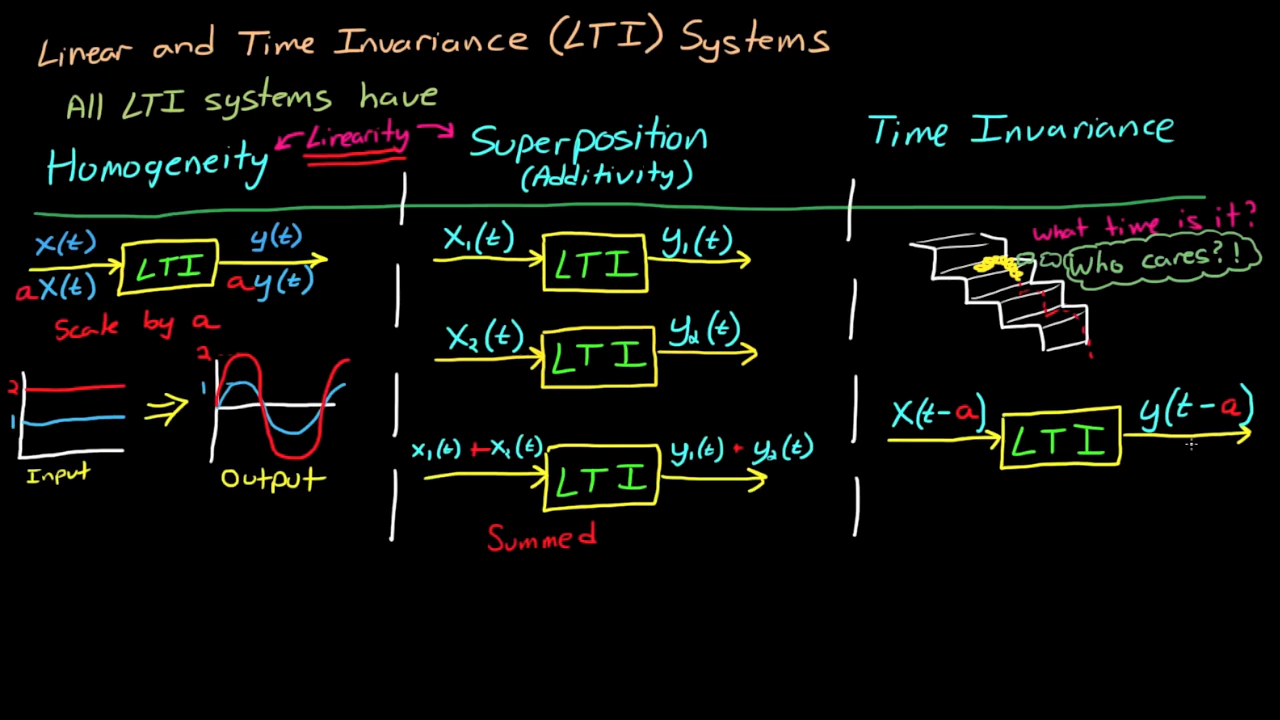 Linear and Time Invariance (LTI) Systems
All LTI systems have
Linearity
Homogeneity
x(t)
LTI
y(t)
ax(t)
ay(t)
Scale by a
2
1
Input
2
1
Output
Superposition
(Additivity)
x₁(t)
LTI
y₁(t)
x₂(t)
LTI
y₂(t)
x₁(t) + x₂(t)
LTI
y₁(t) + y₂(t)
Summed
Time Invariance
what time is it?
Who cares?!
x(t-a)
LTI
y(t-a)